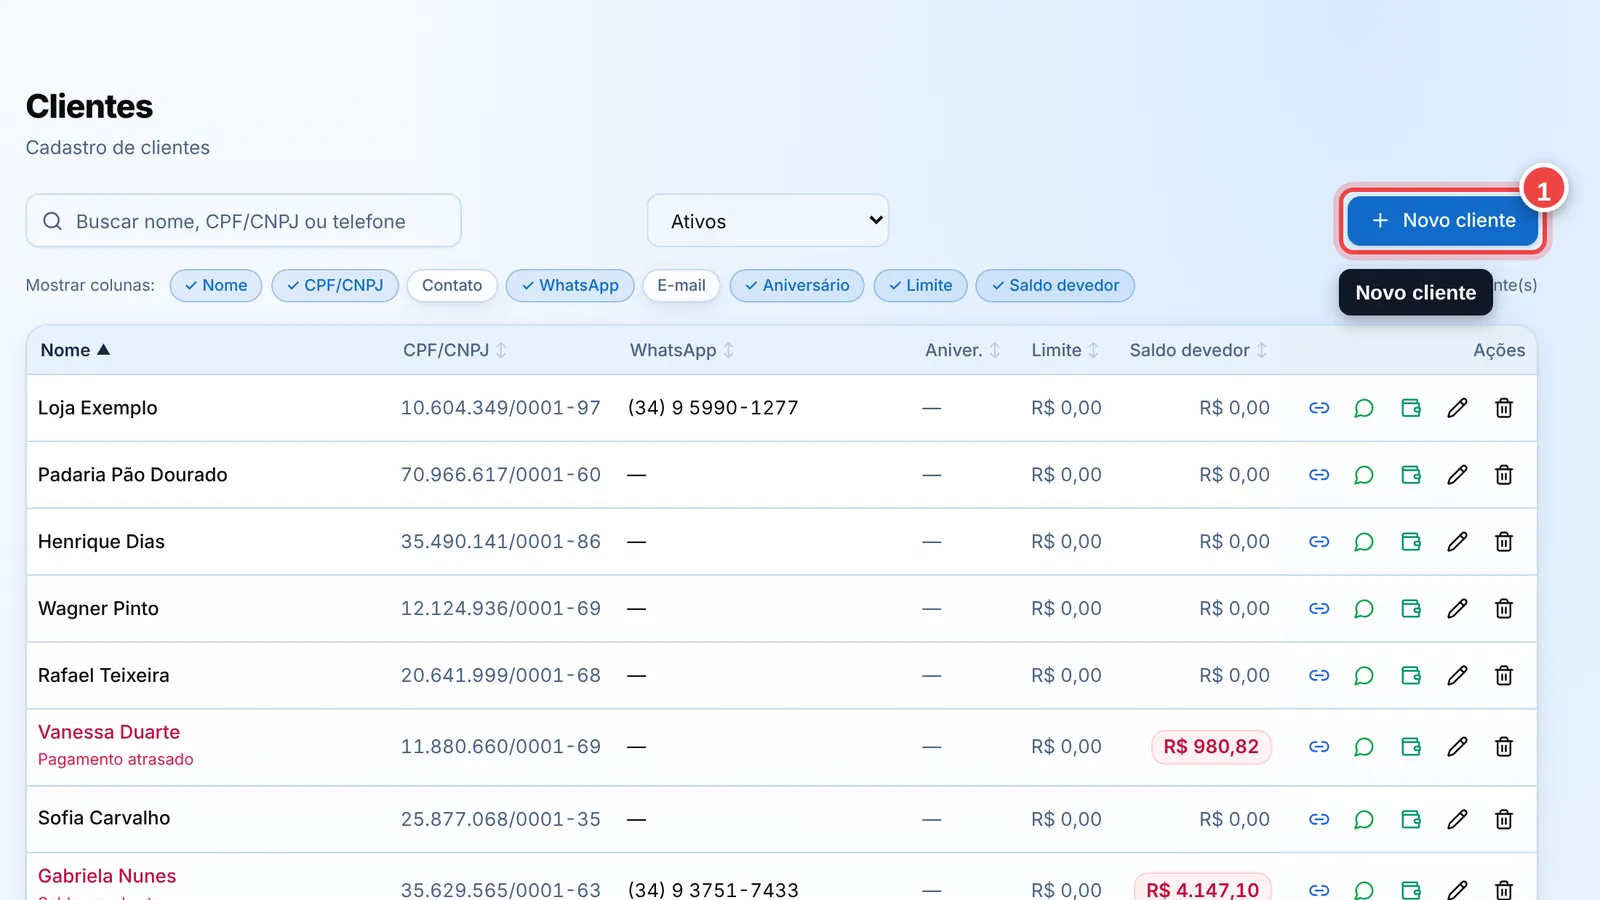 Clientes
Cadastro de clientes
Buscar nome, CPF/CNPJ ou telefone
Ativos
+ Novo cliente
1
Mostrar colunas: ✓ Nome ✓ CPF/CNPJ Contato ✓ WhatsApp E-mail ✓ Aniversário ✓ Limite ✓ Saldo devedor
Novo cliente
Nome ▲ CPF/CNPJ WhatsApp Aniver. Limite Saldo devedor Ações
Loja Exemplo 10.604.349/0001-97 (34) 9 5990-1277 — R$ 0,00 R$ 0,00
Padaria Pão Dourado 70.966.617/0001-60 — — R$ 0,00 R$ 0,00
Henrique Dias 35.490.141/0001-86 — — R$ 0,00 R$ 0,00
Wagner Pinto 12.124.936/0001-69 — — R$ 0,00 R$ 0,00
Rafael Teixeira 20.641.999/0001-68 — — R$ 0,00 R$ 0,00
Vanessa Duarte 11.880.660/0001-69 — — R$ 0,00 R$ 980,82
Pagamento atrasado
Sofia Carvalho 25.877.068/0001-35 — — R$ 0,00 R$ 0,00
Gabriela Nunes 35.629.565/0001-63 (34) 9 3751-7433 — R$ 0,00 R$ 4.147,10